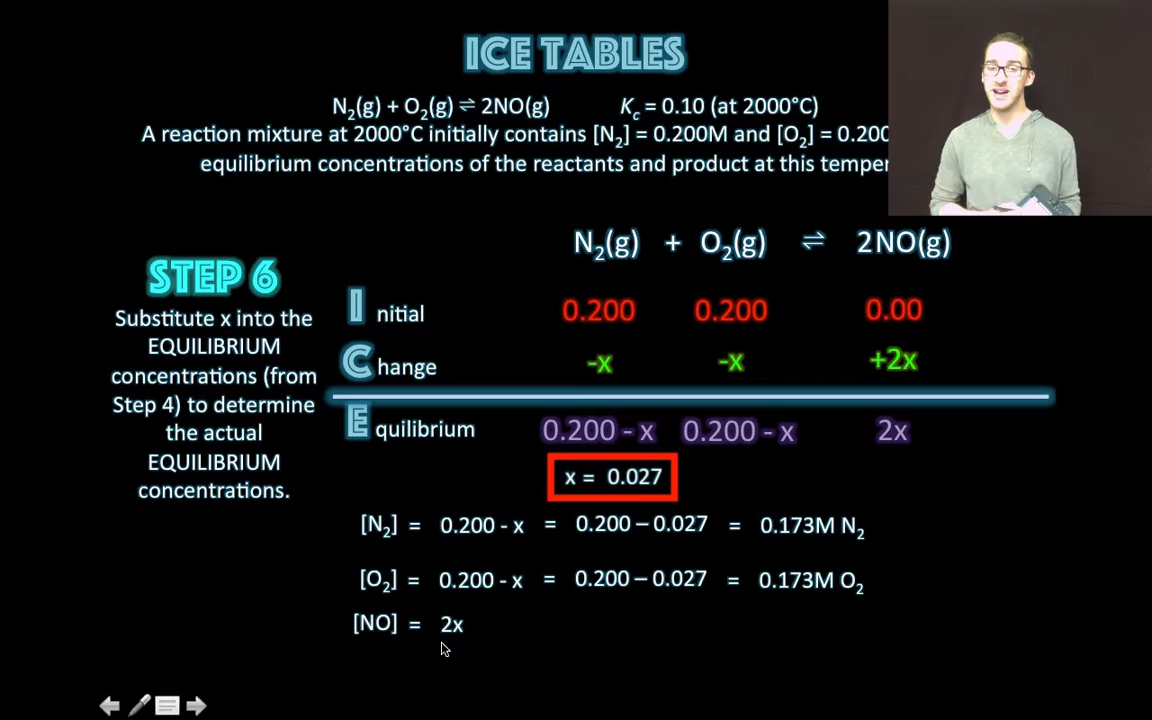 ICE TABLES
N₂(g) + O₂(g) ⇌ 2NO(g) K꜀ = 0.10 (at 2000°C)
A reaction mixture at 2000°C initially contains [N₂] = 0.200M and [O₂] = 0.200
equilibrium concentrations of the reactants and product at this temper
N₂(g) + O₂(g) ⇌ 2NO(g)
STEP 6
Substitute x into the
EQUILIBRIUM
concentrations (from
Step 4) to determine
the actual
EQUILIBRIUM
concentrations.
Initial 0.200 0.200 0.00
Change -x -x +2x
Equilibrium 0.200 - x 0.200 - x 2x
x = 0.027
[N₂] = 0.200 - x = 0.200 – 0.027 = 0.173M N₂
[O₂] = 0.200 - x = 0.200 – 0.027 = 0.173M O₂
[NO] = 2x